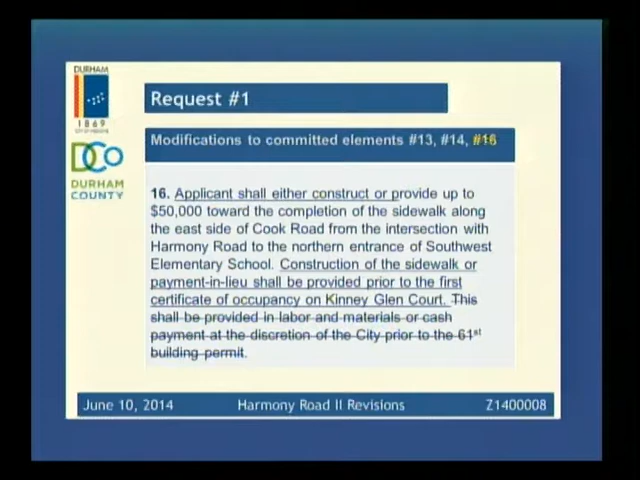 DURHAM
1869
CITY OF MEDICINE
DCO
DURHAM
COUNTY
Request #1
Modifications to committed elements #13, #14, #16
16. Applicant shall either construct or provide up to
$50,000 toward the completion of the sidewalk along
the east side of Cook Road from the intersection with
Harmony Road to the northern entrance of Southwest
Elementary School. Construction of the sidewalk or
payment-in-lieu shall be provided prior to the first
certificate of occupancy on Kinney Glen Court. This
shall be provided in labor and materials or cash
payment at the discretion of the City prior to the 61st
building permit.
June 10, 2014 Harmony Road II Revisions Z1400008